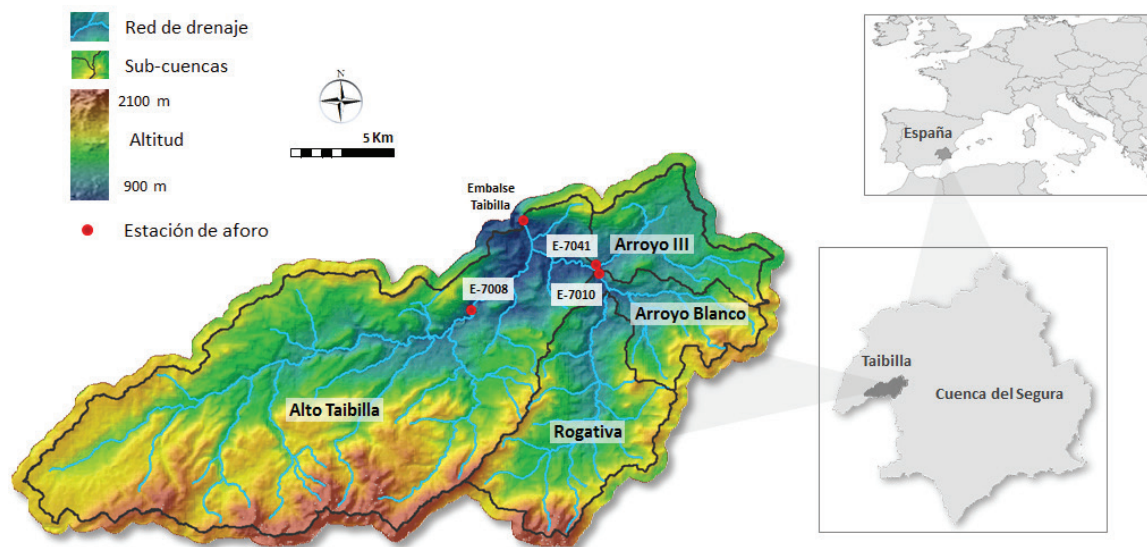 Red de drenaje
Sub-cuencas
2100 m
Altitud
900 m
Estación de aforo
N
5 Km
Embalse
Taibilla
E-7041
Arroyo III
E-7008
E-7010
Arroyo Blanco
Alto Taibilla
Rogativa
España
Taibilla
Cuenca del Segura